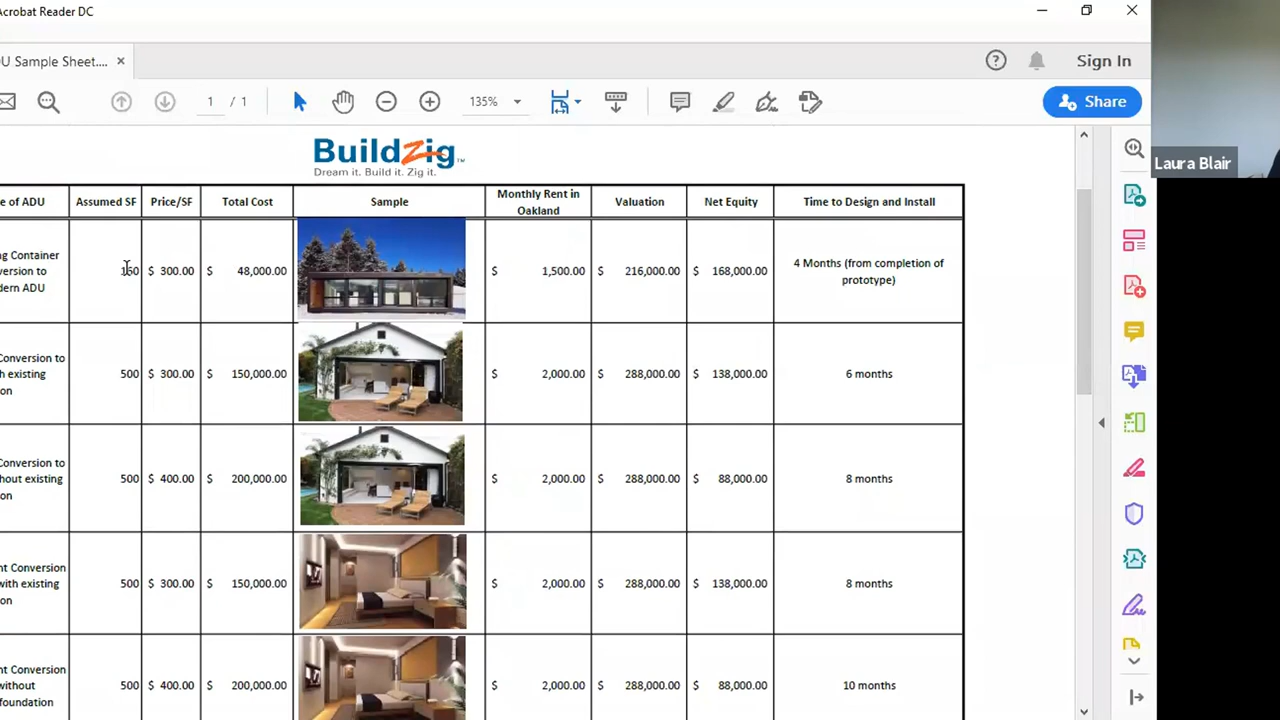 Acrobat Reader DC
U Sample Sheet.... ×
Sign In
1 / 1
135%
Share
Laura Blair
Buildzig™
Dream it. Build it. Zig it.
e of ADU
Assumed SF
Price/SF
Total Cost
Sample
Monthly Rent in
Oakland
Valuation
Net Equity
Time to Design and Install
g Container
version to
dern ADU
160
$ 300.00
$ 48,000.00
$ 1,500.00
$ 216,000.00
$ 168,000.00
4 Months (from completion of
prototype)
Conversion to
h existing
on
500
$ 300.00
$ 150,000.00
$ 2,000.00
$ 288,000.00
$ 138,000.00
6 months
Conversion to
hout existing
on
500
$ 400.00
$ 200,000.00
$ 2,000.00
$ 288,000.00
$ 88,000.00
8 months
nt Conversion
with existing
on
500
$ 300.00
$ 150,000.00
$ 2,000.00
$ 288,000.00
$ 138,000.00
8 months
nt Conversion
without
foundation
500
$ 400.00
$ 200,000.00
$ 2,000.00
$ 288,000.00
$ 88,000.00
10 months